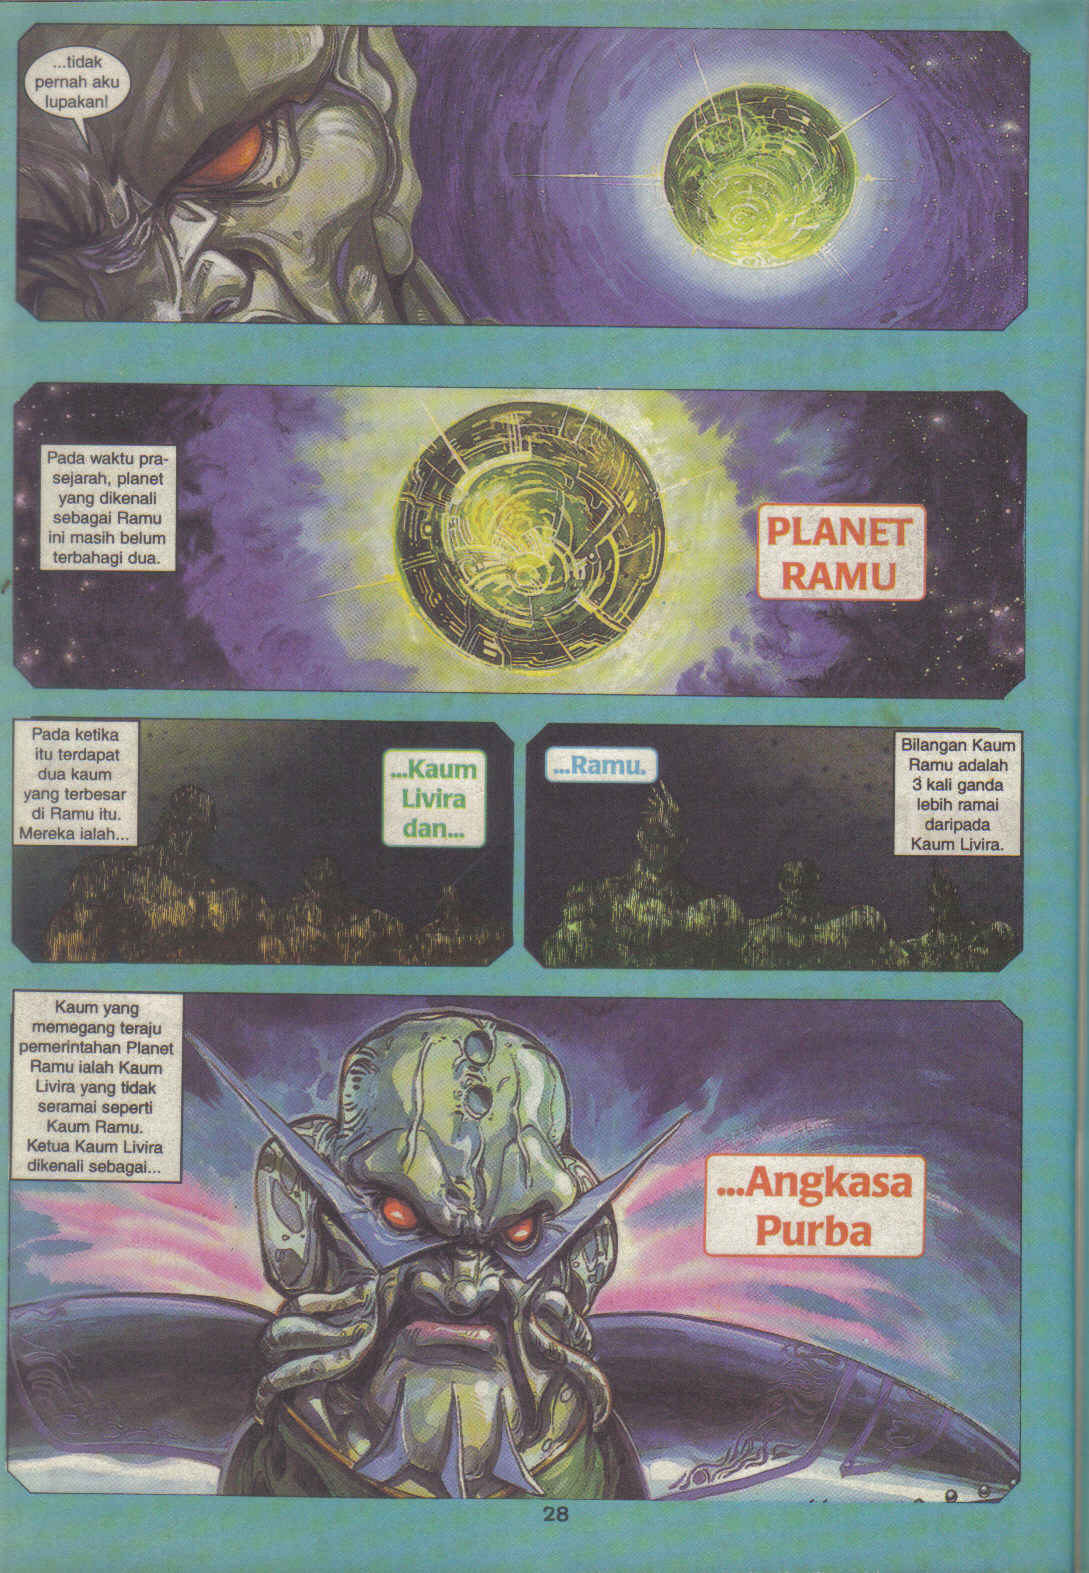 ...tidak
pernah aku
lupakan!
Pada waktu pra-
sejarah, planet
yang dikenali
sebagai Ramu
ini masih belum
terbahagi dua.
PLANET
RAMU
Pada ketika
itu terdapat
dua kaum
yang terbesar
di Ramu itu.
Mereka ialah...
...Kaum
Livira
dan...
...Ramu.
Bilangan Kaum
Ramu adalah
3 kali ganda
lebih ramai
daripada
Kaum Livira.
Kaum yang
memegang teraju
pemerintahan Planet
Ramu ialah Kaum
Livira yang tidak
seramai seperti
Kaum Ramu.
Ketua Kaum Livira
dikenali sebagai...
...Angkasa
Purba
28